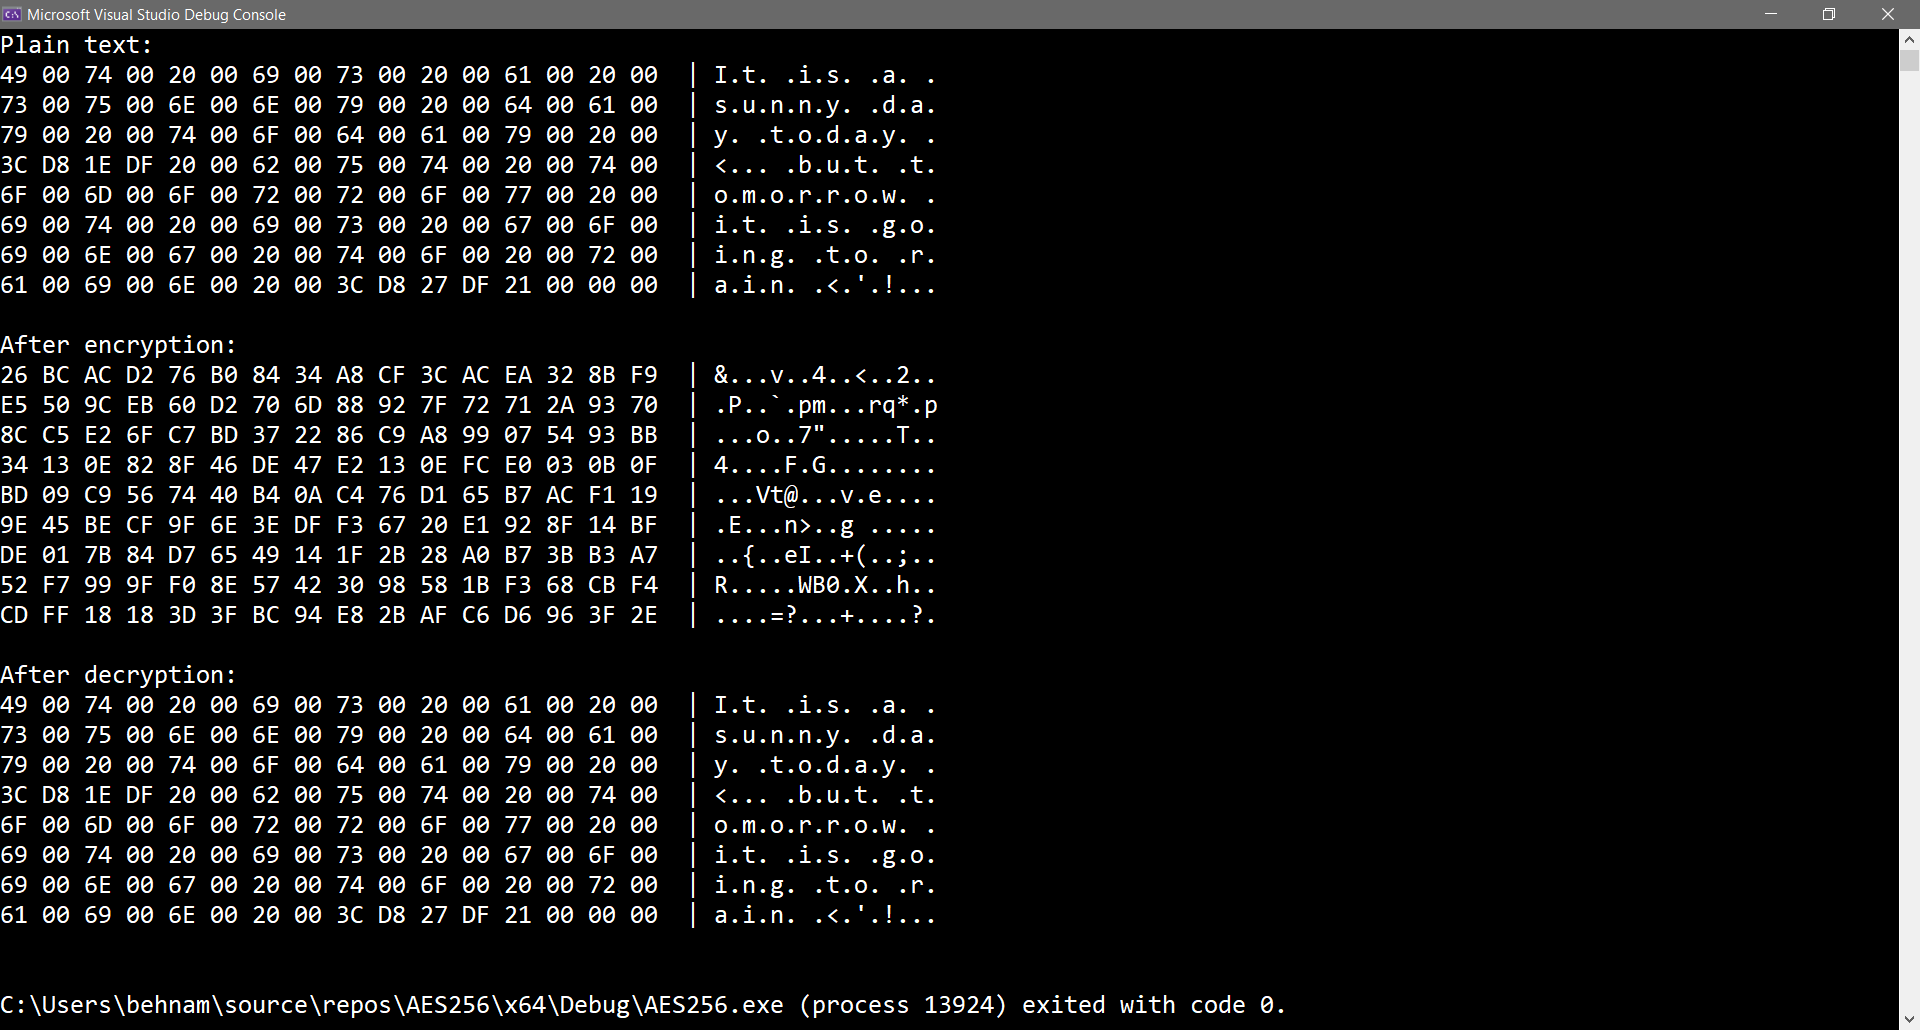 Microsoft Visual Studio Debug Console
Plain text:
49 00 74 00 20 00 69 00 73 00 20 00 61 00 20 00 | I.t. .i.s. .a. .
73 00 75 00 6E 00 6E 00 79 00 20 00 64 00 61 00 | s.u.n.n.y. .d.a.
79 00 20 00 74 00 6F 00 64 00 61 00 79 00 20 00 | y. .t.o.d.a.y. .
3C D8 1E DF 20 00 62 00 75 00 74 00 20 00 74 00 | <... .b.u.t. .t.
6F 00 6D 00 6F 00 72 00 72 00 6F 00 77 00 20 00 | o.m.o.r.r.o.w. .
69 00 74 00 20 00 69 00 73 00 20 00 67 00 6F 00 | i.t. .i.s. .g.o.
69 00 6E 00 67 00 20 00 74 00 6F 00 20 00 72 00 | i.n.g. .t.o. .r.
61 00 69 00 6E 00 20 00 3C D8 27 DF 21 00 00 00 | a.i.n. .<.'.!...
After encryption:
26 BC AC D2 76 B0 84 34 A8 CF 3C AC EA 32 8B F9 | &...v..4..<..2..
E5 50 9C EB 60 D2 70 6D 88 92 7F 72 71 2A 93 70 | .P..`.pm...rq*.p
8C C5 E2 6F C7 BD 37 22 86 C9 A8 99 07 54 93 BB | ...o..7".....T..
34 13 0E 82 8F 46 DE 47 E2 13 0E FC E0 03 0B 0F | 4....F.G........
BD 09 C9 56 74 40 B4 0A C4 76 D1 65 B7 AC F1 19 | ...Vt@...v.e....
9E 45 BE CF 9F 6E 3E DF F3 67 20 E1 92 8F 14 BF | .E...n>..g .....
DE 01 7B 84 D7 65 49 14 1F 2B 28 A0 B7 3B B3 A7 | ..{..eI..+(..;..
52 F7 99 9F F0 8E 57 42 30 98 58 1B F3 68 CB F4 | R.....WB0.X..h..
CD FF 18 18 3D 3F BC 94 E8 2B AF C6 D6 96 3F 2E | ....=?...+....?.
After decryption:
49 00 74 00 20 00 69 00 73 00 20 00 61 00 20 00 | I.t. .i.s. .a. .
73 00 75 00 6E 00 6E 00 79 00 20 00 64 00 61 00 | s.u.n.n.y. .d.a.
79 00 20 00 74 00 6F 00 64 00 61 00 79 00 20 00 | y. .t.o.d.a.y. .
3C D8 1E DF 20 00 62 00 75 00 74 00 20 00 74 00 | <... .b.u.t. .t.
6F 00 6D 00 6F 00 72 00 72 00 6F 00 77 00 20 00 | o.m.o.r.r.o.w. .
69 00 74 00 20 00 69 00 73 00 20 00 67 00 6F 00 | i.t. .i.s. .g.o.
69 00 6E 00 67 00 20 00 74 00 6F 00 20 00 72 00 | i.n.g. .t.o. .r.
61 00 69 00 6E 00 20 00 3C D8 27 DF 21 00 00 00 | a.i.n. .<.'.!...
C:\Users\behnam\source\repos\AES256\x64\Debug\AES256.exe (process 13924) exited with code 0.